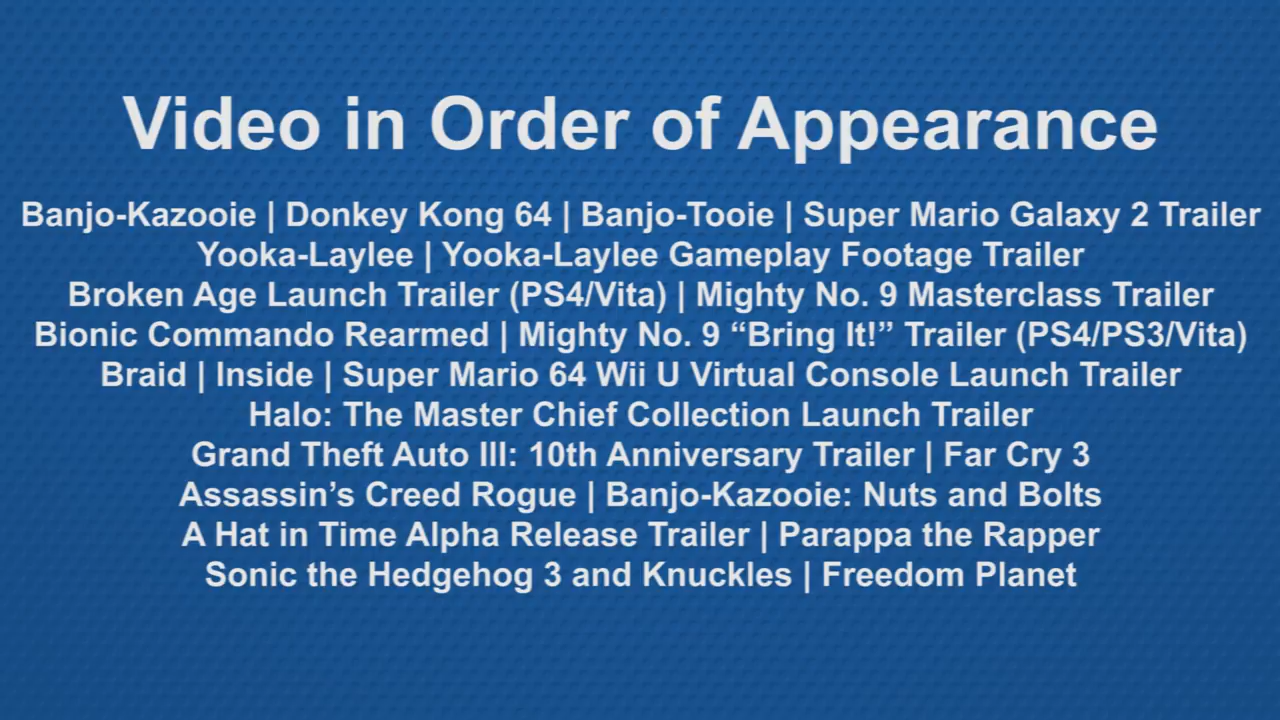 Video in Order of Appearance
Banjo-Kazooie | Donkey Kong 64 | Banjo-Tooie | Super Mario Galaxy 2 Trailer
Yooka-Laylee | Yooka-Laylee Gameplay Footage Trailer
Broken Age Launch Trailer (PS4/Vita) | Mighty No. 9 Masterclass Trailer
Bionic Commando Rearmed | Mighty No. 9 “Bring It!” Trailer (PS4/PS3/Vita)
Braid | Inside | Super Mario 64 Wii U Virtual Console Launch Trailer
Halo: The Master Chief Collection Launch Trailer
Grand Theft Auto III: 10th Anniversary Trailer | Far Cry 3
Assassin’s Creed Rogue | Banjo-Kazooie: Nuts and Bolts
A Hat in Time Alpha Release Trailer | Parappa the Rapper
Sonic the Hedgehog 3 and Knuckles | Freedom Planet